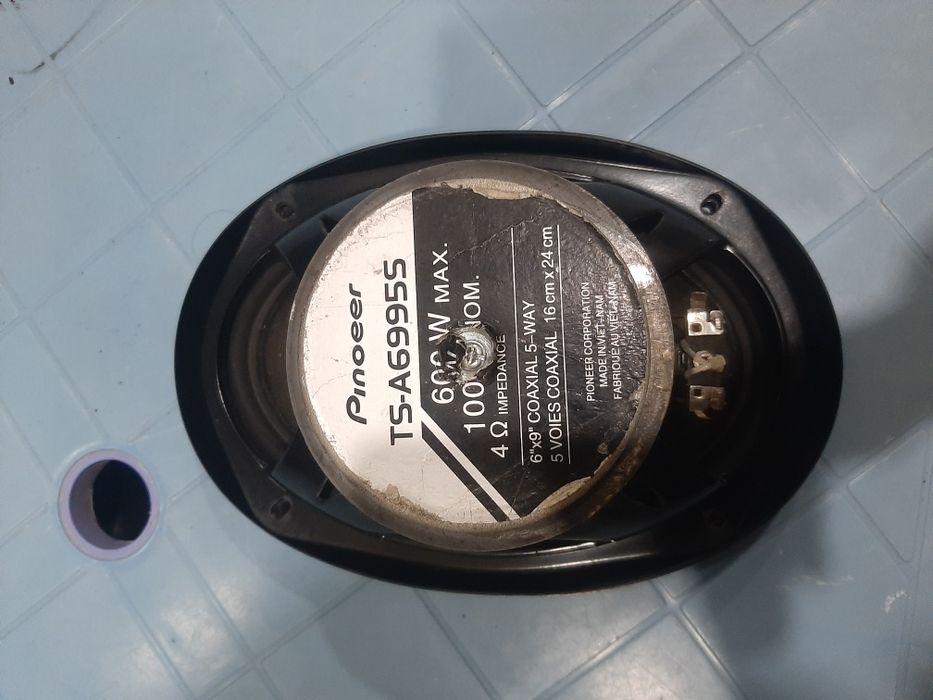 Pinoeer
TS-A6995S
600 W MAX.
100 NOM.
4 Ω IMPEDANCE
6"x9" COAXIAL 5-WAY
5 VOIES COAXIAL 16 cm x 24 cm
PIONEER CORPORATION
MADE IN VIET-NAM
FABRIQUE AU VIET-NAM